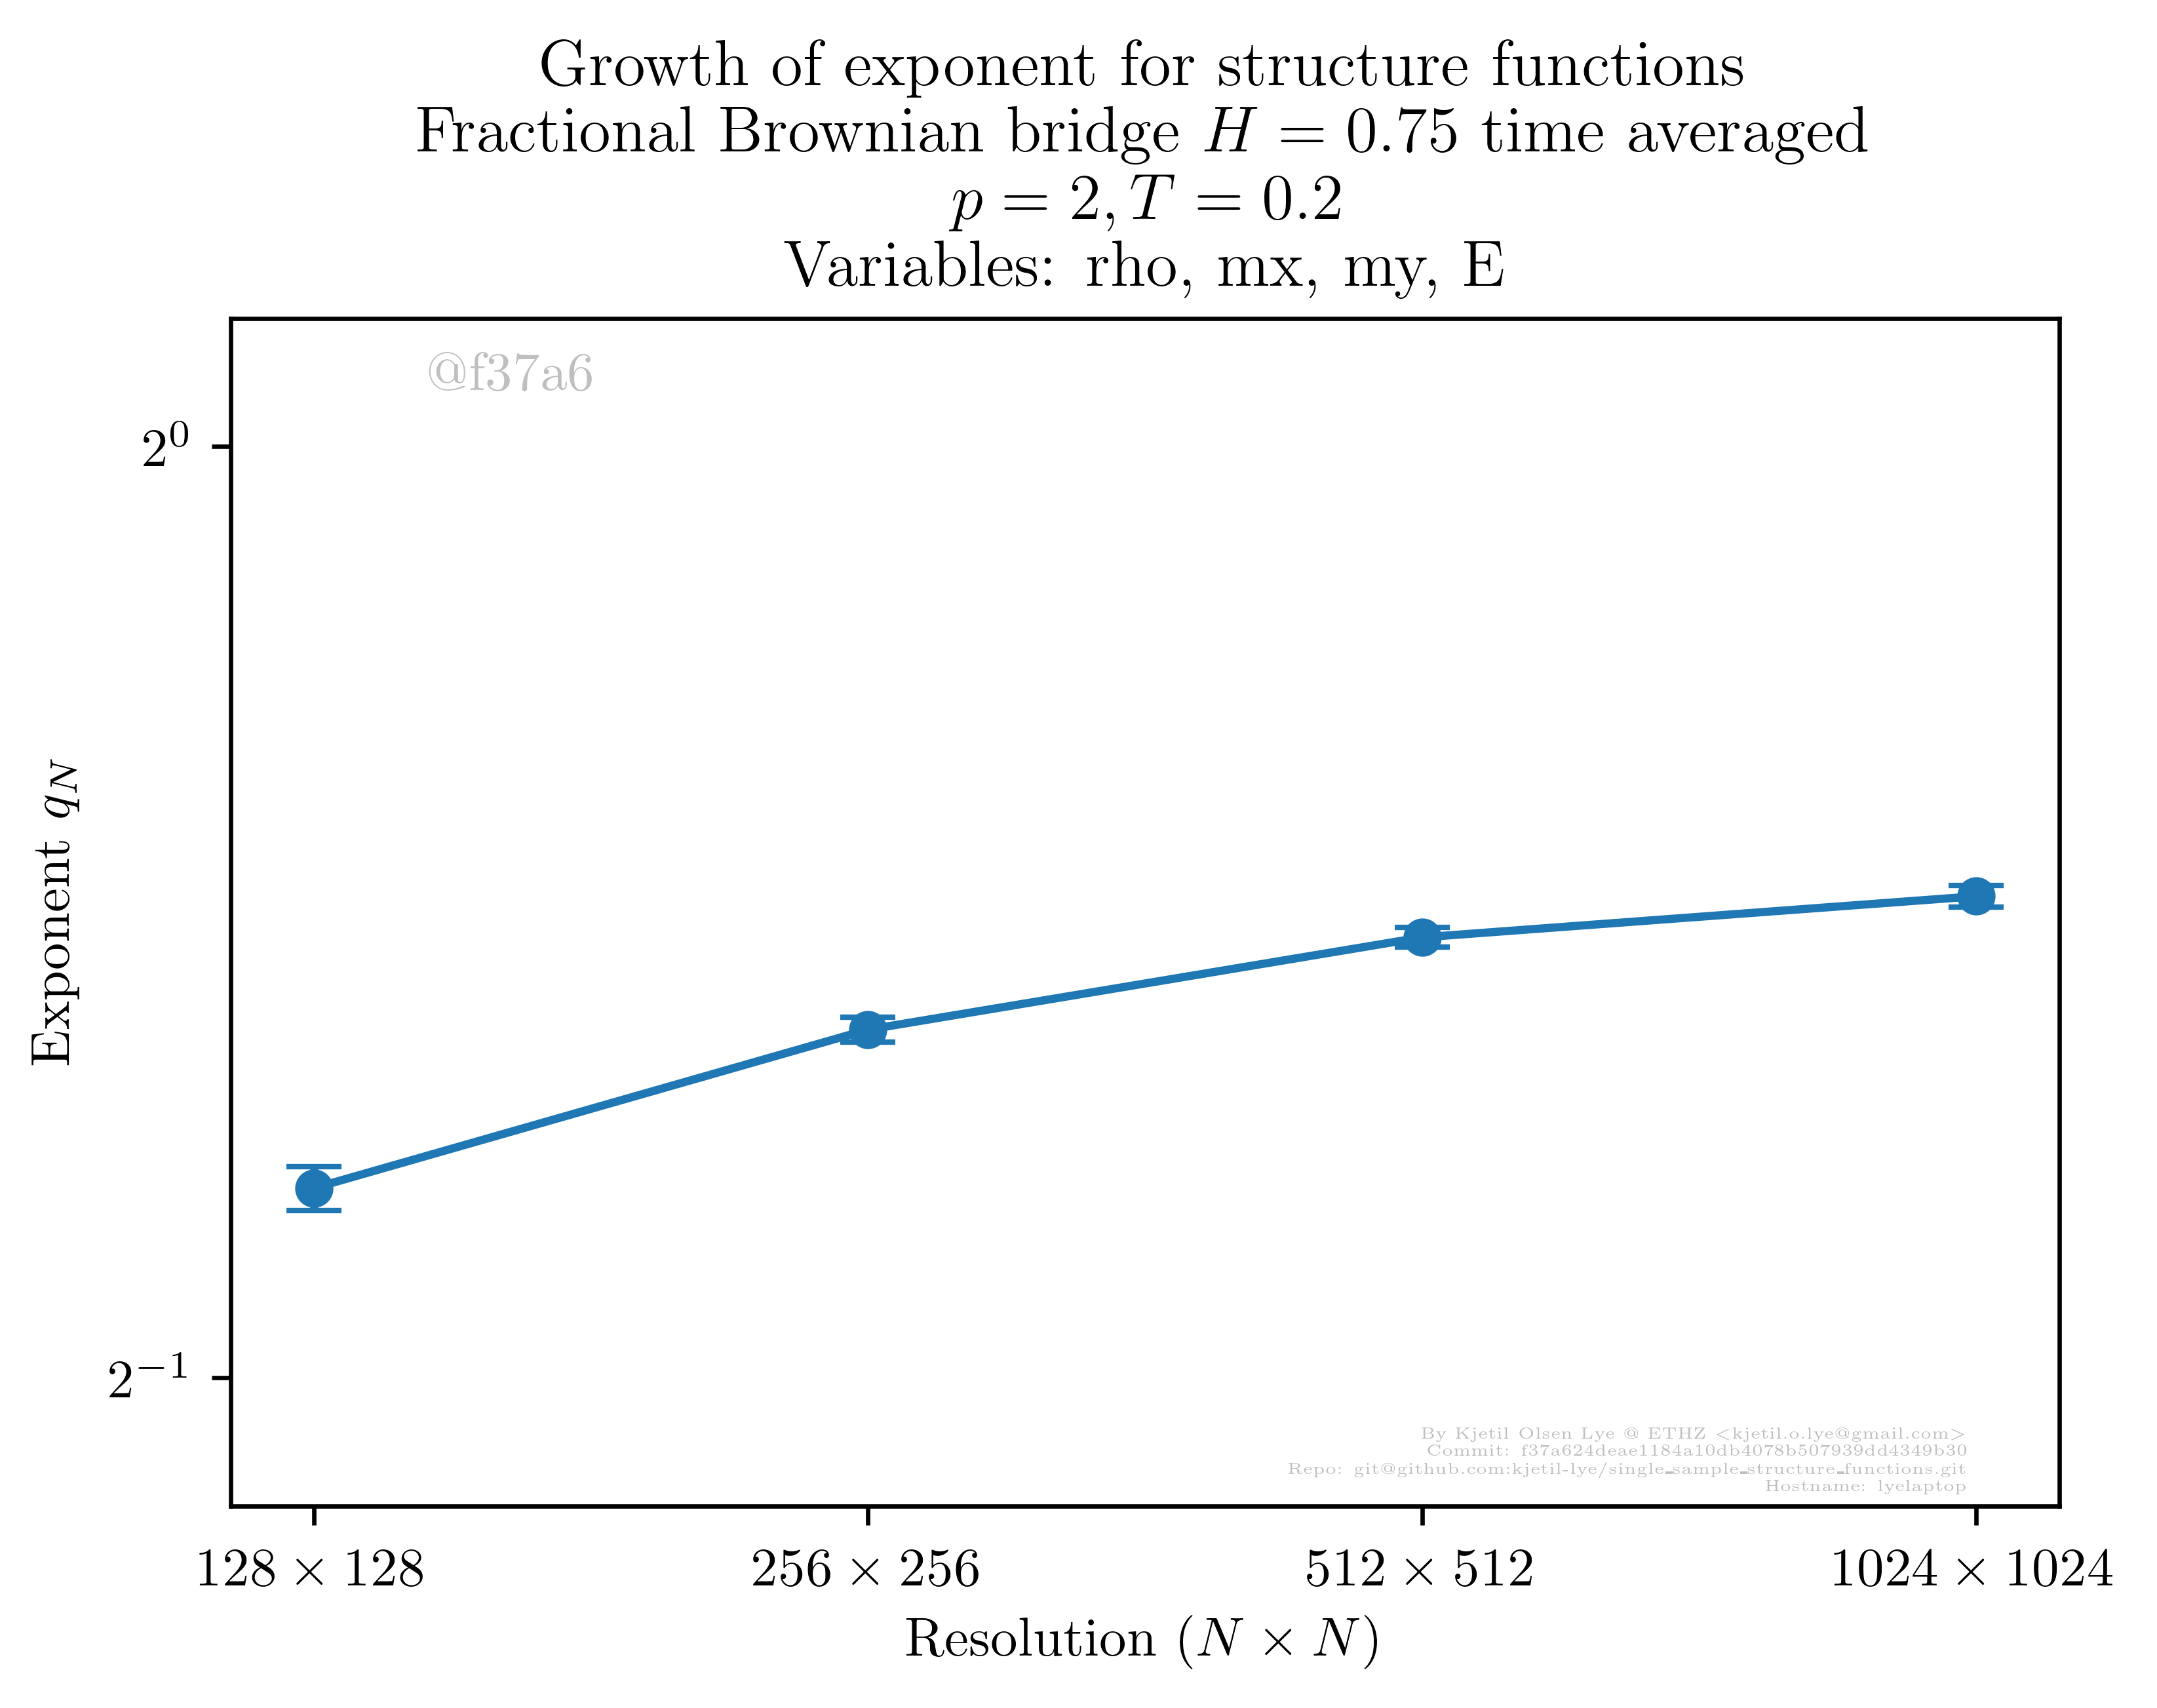 Growth of exponent for structure functions
Fractional Brownian bridge H = 0.75 time averaged
p = 2, T = 0.2
Variables: rho, mx, my, E
@f37a6
2⁰
Exponent q_N
2⁻¹
By Kjetil Olsen Lye @ ETHZ <kjetil.o.lye@gmail.com>
Commit: f37a624deae1184a10db4078b507939dd4349b30
Repo: git@github.com:kjetil-lye/single_sample_structure_functions.git
Hostname: lyelaptop
128 × 128 256 × 256 512 × 512 1024 × 1024
Resolution (N × N)